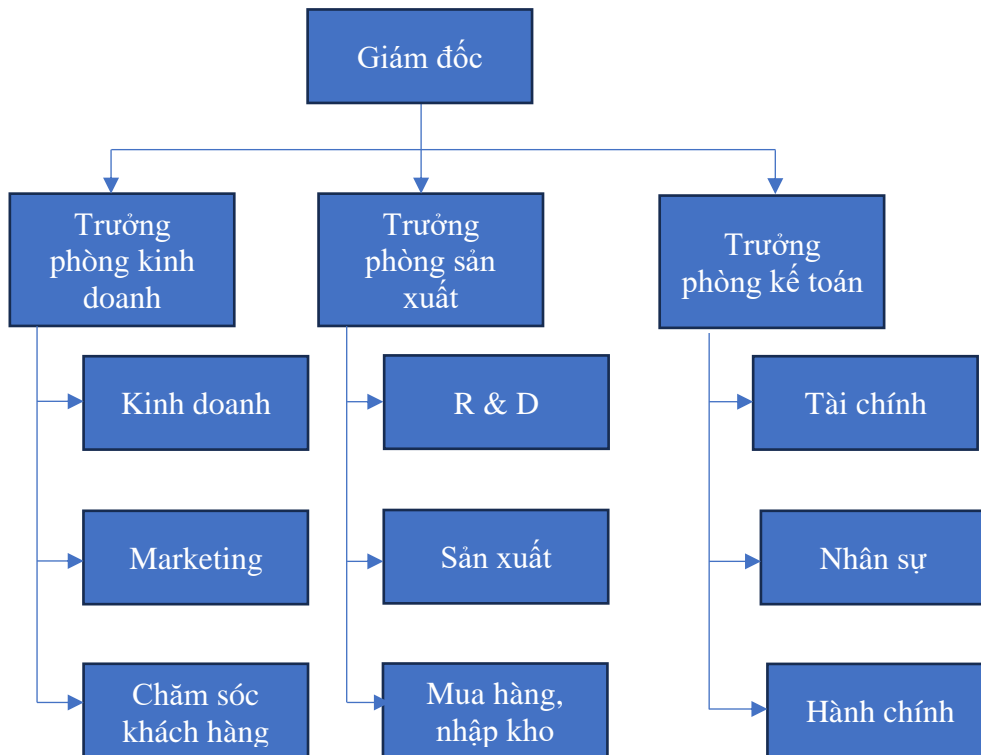 Giám đốc
Trưởng
phòng kinh
doanh
Trưởng
phòng sản
xuất
Trưởng
phòng kế toán
Kinh doanh
R & D
Tài chính
Marketing
Sản xuất
Nhân sự
Chăm sóc
khách hàng
Mua hàng,
nhập kho
Hành chính